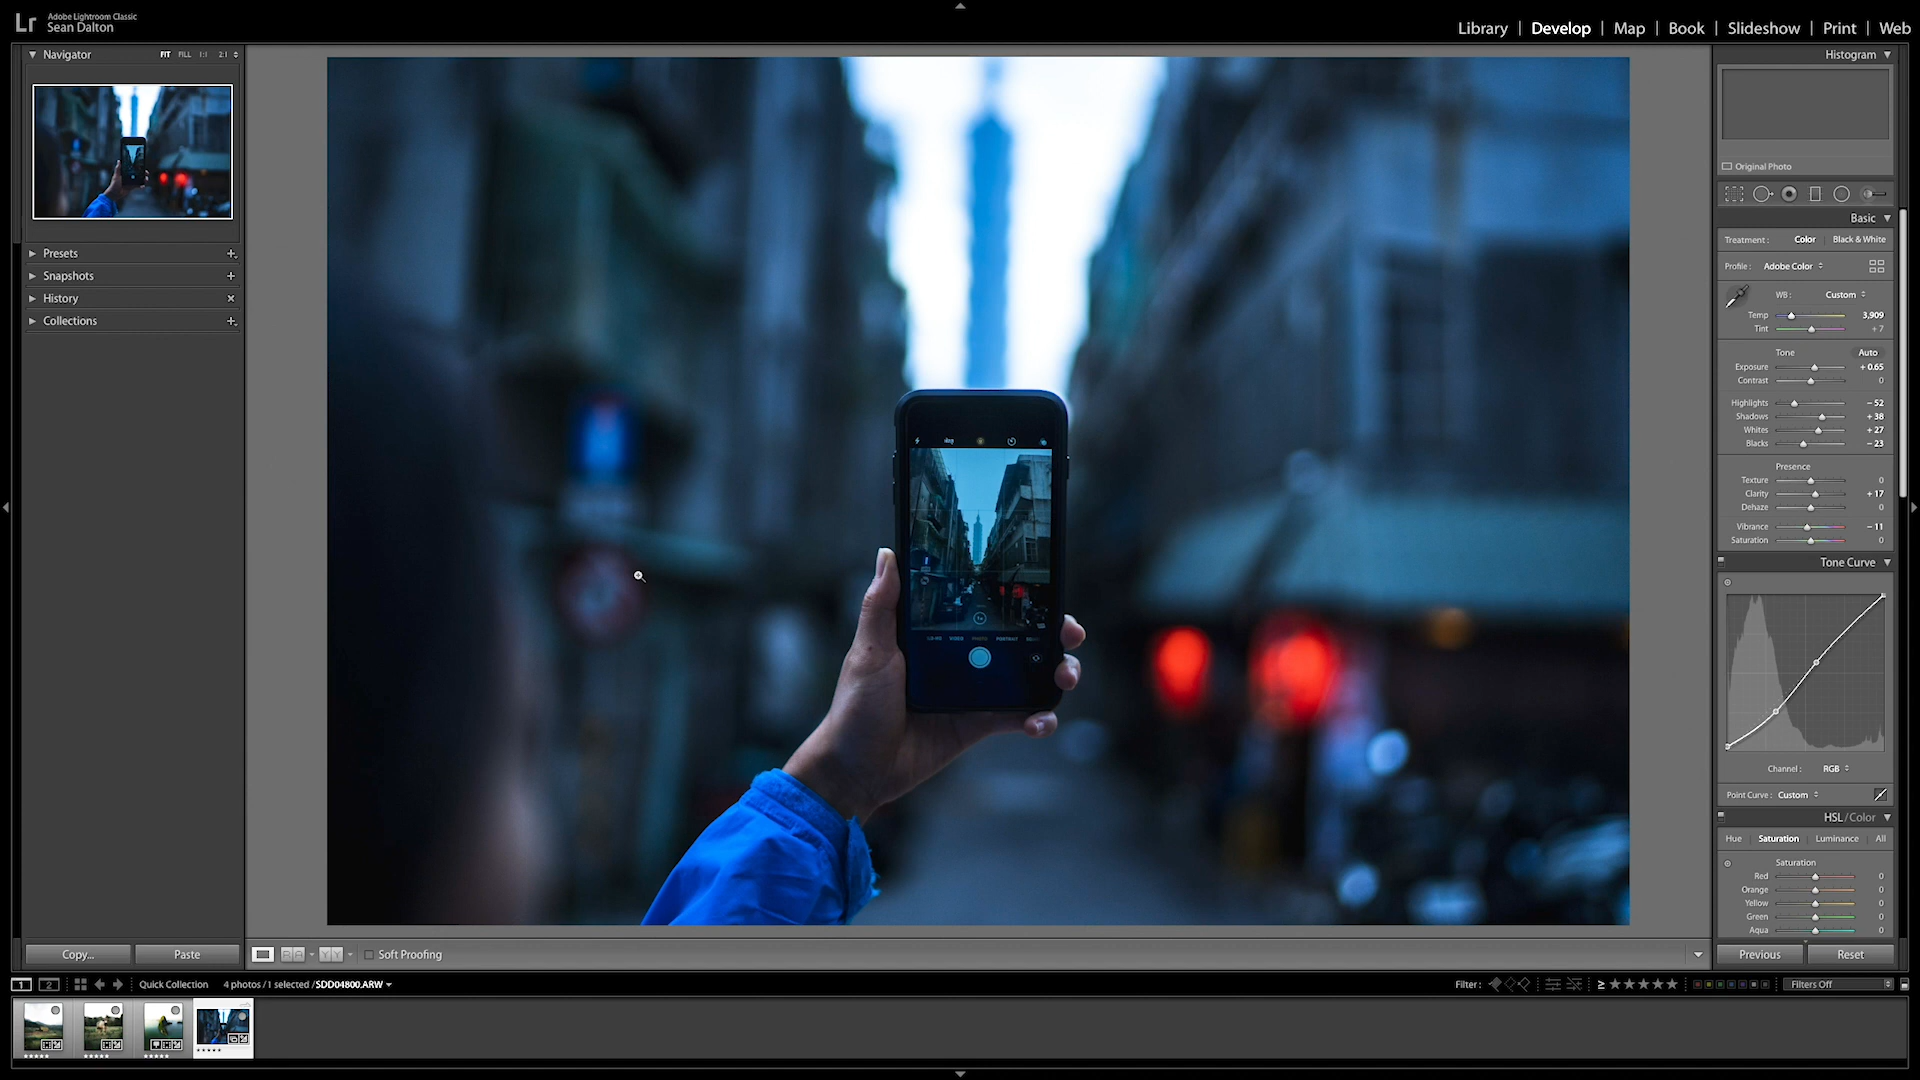 Lr
Adobe Lightroom Classic
Sean Dalton
Library | Develop | Map | Book | Slideshow | Print | Web
Navigator FIT FILL 1:1 2:1
Presets
Snapshots
History
Collections
Copy... Paste
VIDEO PHOTO PORTRAIT
Soft Proofing
Histogram
Original Photo
Basic
Treatment : Color Black & White
Profile : Adobe Color
WB : Custom
Temp 3,909
Tint + 7
Tone Auto
Exposure + 0.65
Contrast 0
Highlights – 52
Shadows + 38
Whites + 27
Blacks – 23
Presence
Texture 0
Clarity + 17
Dehaze 0
Vibrance – 11
Saturation 0
Tone Curve
Channel : RGB
Point Curve : Custom
HSL / Color
Hue Saturation Luminance All
Saturation
Red 0
Orange 0
Yellow 0
Green 0
Aqua 0
Previous Reset
1 2 Quick Collection 4 photos / 1 selected / SDD04800.ARW Filter : ≥ ★★★★★ Filters Off